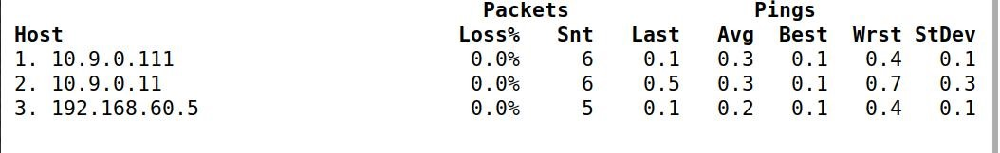 Packets Pings
Host Loss% Snt Last Avg Best Wrst StDev
1. 10.9.0.111 0.0% 6 0.1 0.3 0.1 0.4 0.1
2. 10.9.0.11 0.0% 6 0.5 0.3 0.1 0.7 0.3
3. 192.168.60.5 0.0% 5 0.1 0.2 0.1 0.4 0.1